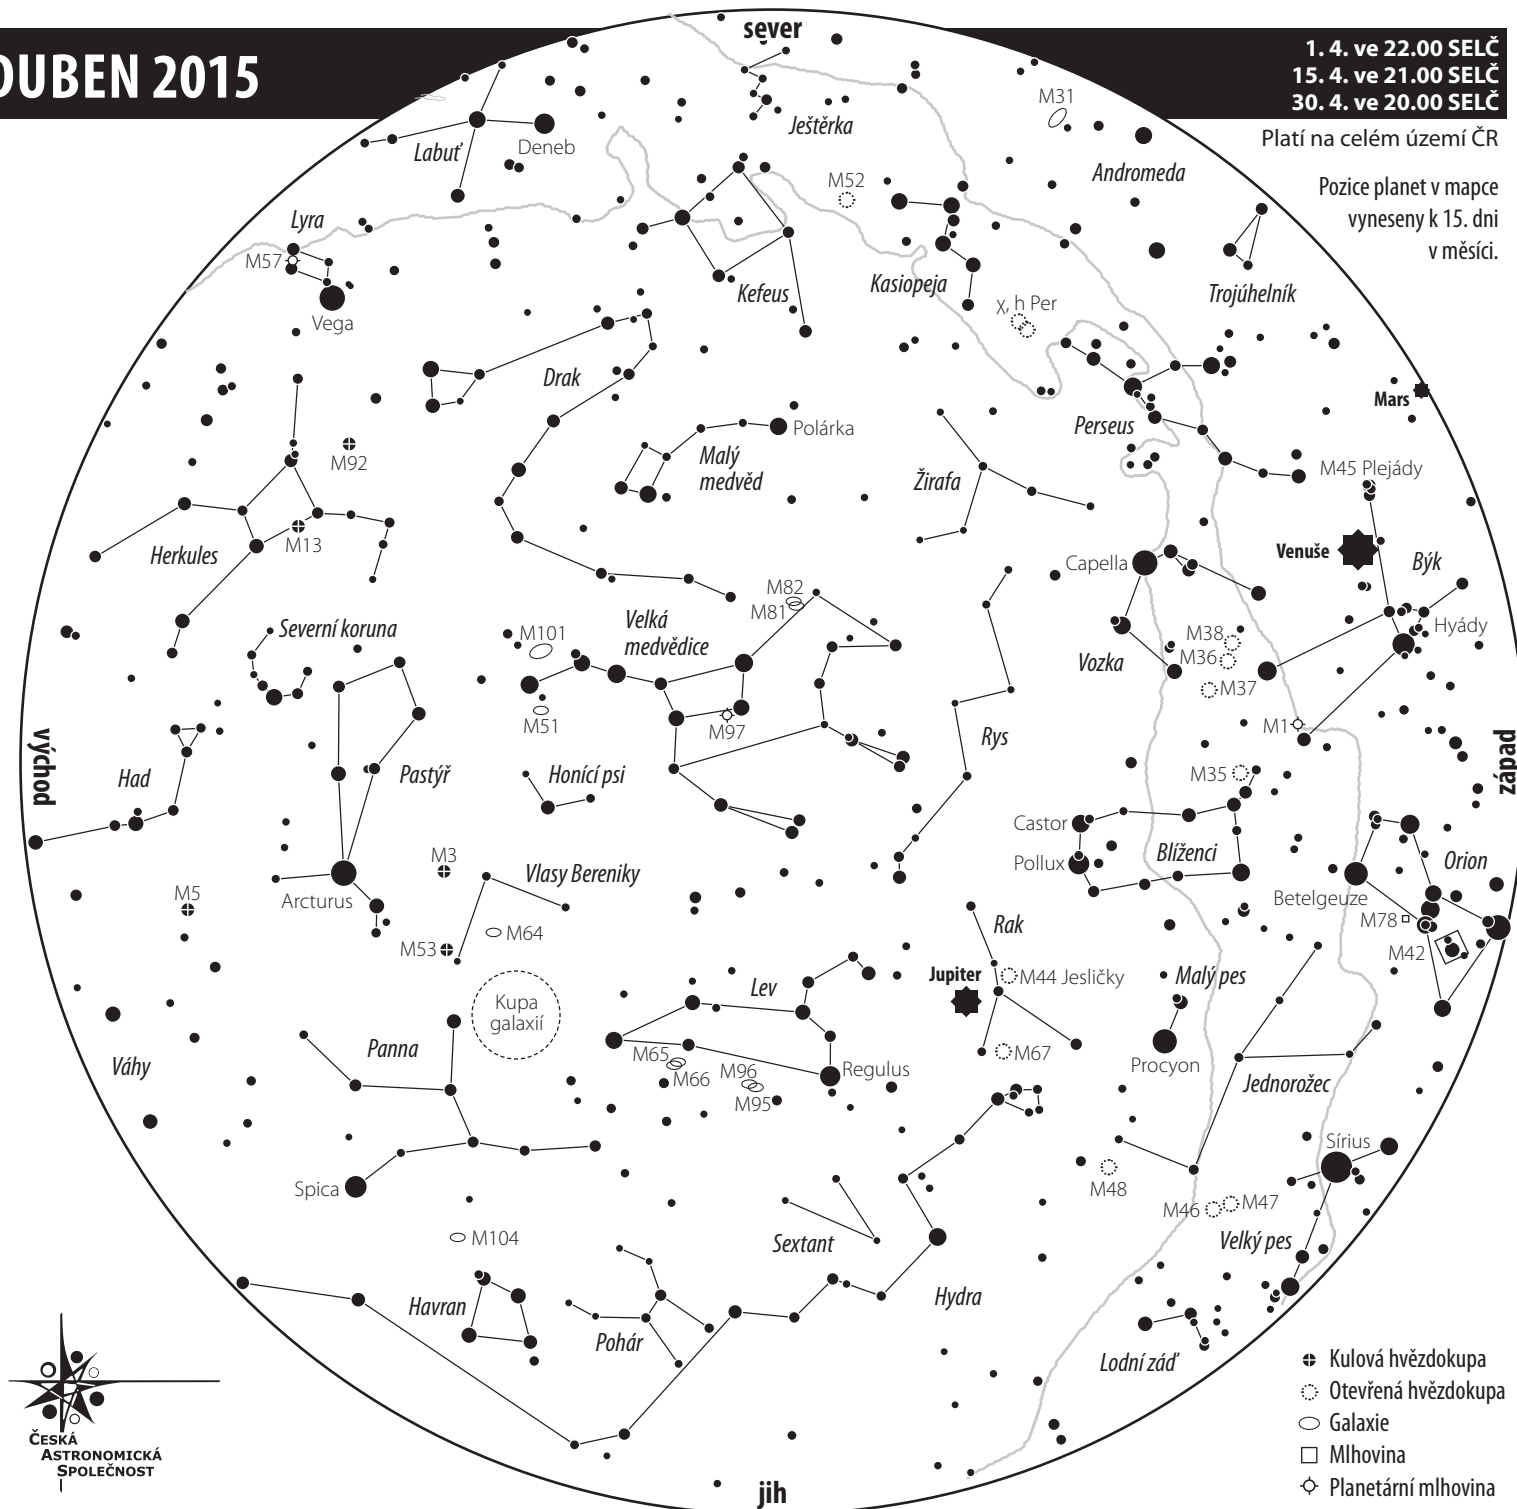 DUBEN 2015
sever
1. 4. ve 22.00 SELČ
15. 4. ve 21.00 SELČ
30. 4. ve 20.00 SELČ
Platí na celém území ČR
Pozice planet v mapce
vyneseny k 15. dni
v měsíci.
M31
Ještěrka
Labuť
Deneb
Andromeda
M52
Lyra
M57
Kefeus
Kasiopeja
Trojúhelník
χ, h Per
Vega
Drak
Mars
Perseus
Polárka
Malý
medvěd
M92
Žirafa
M45 Plejády
Herkules
M13
Venuše
Býk
Capella
M82
M81
Severní koruna
M101
Velká
medvědice
Hyády
M38
M36
Vozka
M37
M51
M97
M1
Rys
východ
západ
Had
Pastýř
Honící psi
M35
Castor
Pollux
Blíženci
Orion
M3
Vlasy Bereniky
M5
Arcturus
Betelgeuze
M78
M64
Rak
M53
M42
Jupiter
M44 Jesličky
Malý pes
Lev
Kupa
galaxií
Panna
M65
M66
M96
M95
Regulus
M67
Procyon
Váhy
Jednorožec
Sírius
Spica
M48
M46
M47
M104
Sextant
Velký pes
Havran
Pohár
Hydra
Lodní záď
Kulová hvězdokupa
Otevřená hvězdokupa
Galaxie
Mlhovina
Planetární mlhovina
ČESKÁ
ASTRONOMICKÁ
SPOLEČNOST
jih